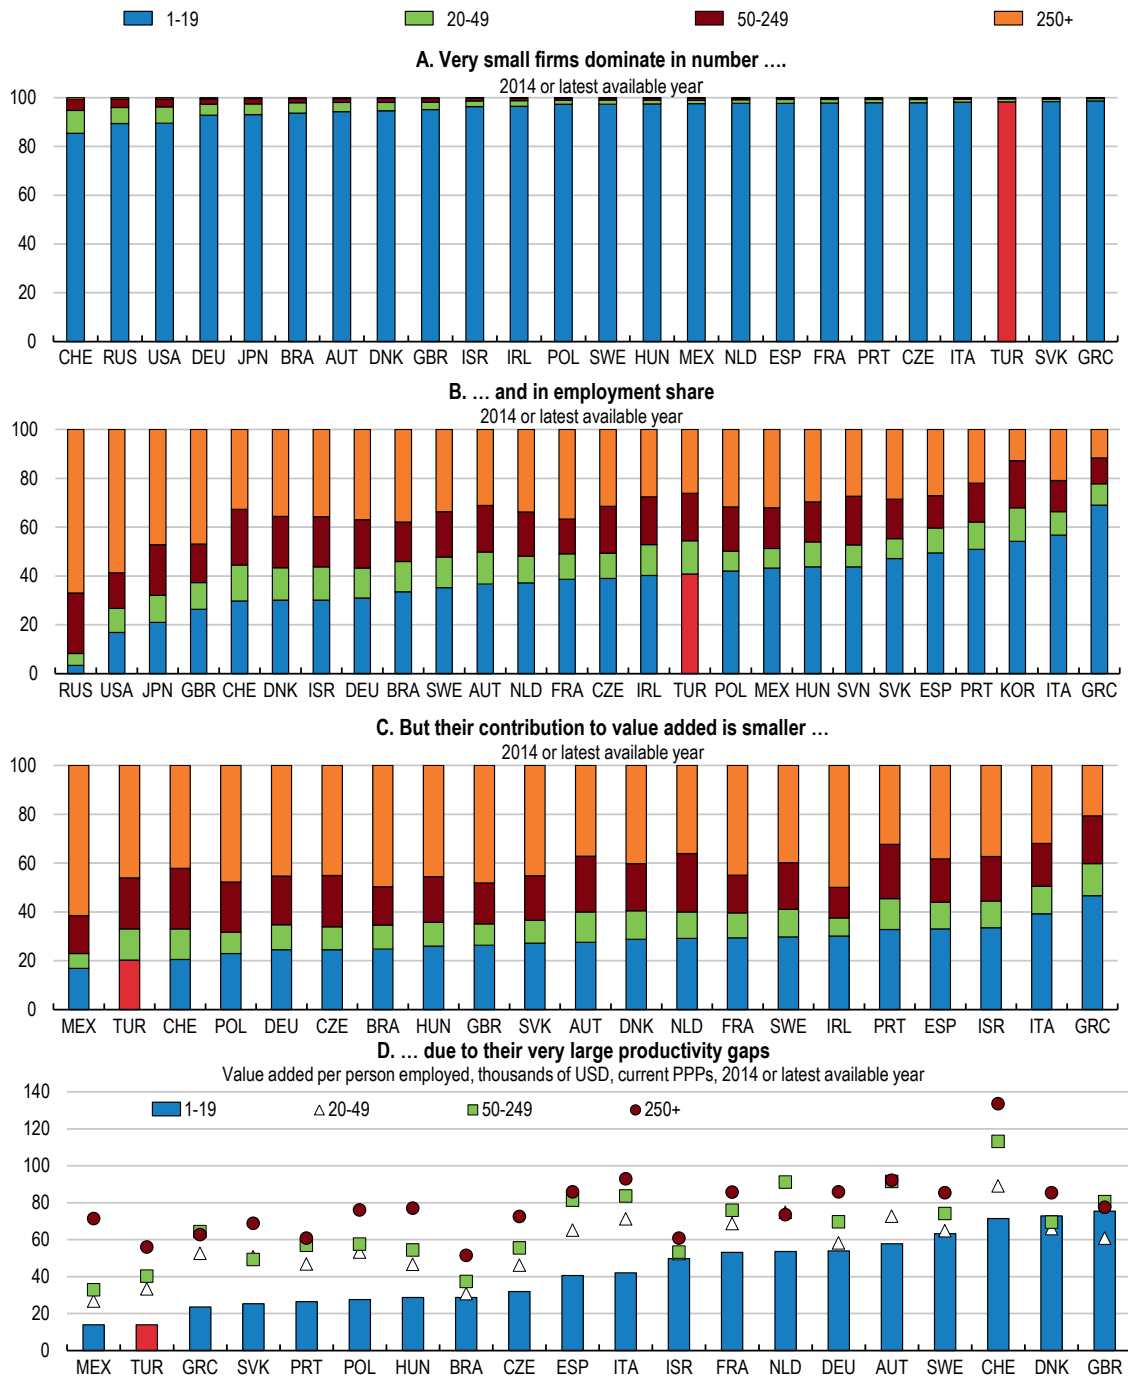 1-19 20-49 50-249 250+
A. Very small firms dominate in number ….
2014 or latest available year
100
80
60
40
20
0
CHE RUS USA DEU JPN BRA AUT DNK GBR ISR IRL POL SWE HUN MEX NLD ESP FRA PRT CZE ITA TUR SVK GRC
B. … and in employment share
2014 or latest available year
100
80
60
40
20
0
RUS USA JPN GBR CHE DNK ISR DEU BRA SWE AUT NLD FRA CZE IRL TUR POL MEX HUN SVN SVK ESP PRT KOR ITA GRC
C. But their contribution to value added is smaller …
2014 or latest available year
100
80
60
40
20
0
MEX TUR CHE POL DEU CZE BRA HUN GBR SVK AUT DNK NLD FRA SWE IRL PRT ESP ISR ITA GRC
D. … due to their very large productivity gaps
Value added per person employed, thousands of USD, current PPPs, 2014 or latest available year
140
1-19 20-49 50-249 250+
120
100
80
60
40
20
0
MEX TUR GRC SVK PRT POL HUN BRA CZE ESP ITA ISR FRA NLD DEU AUT SWE CHE DNK GBR